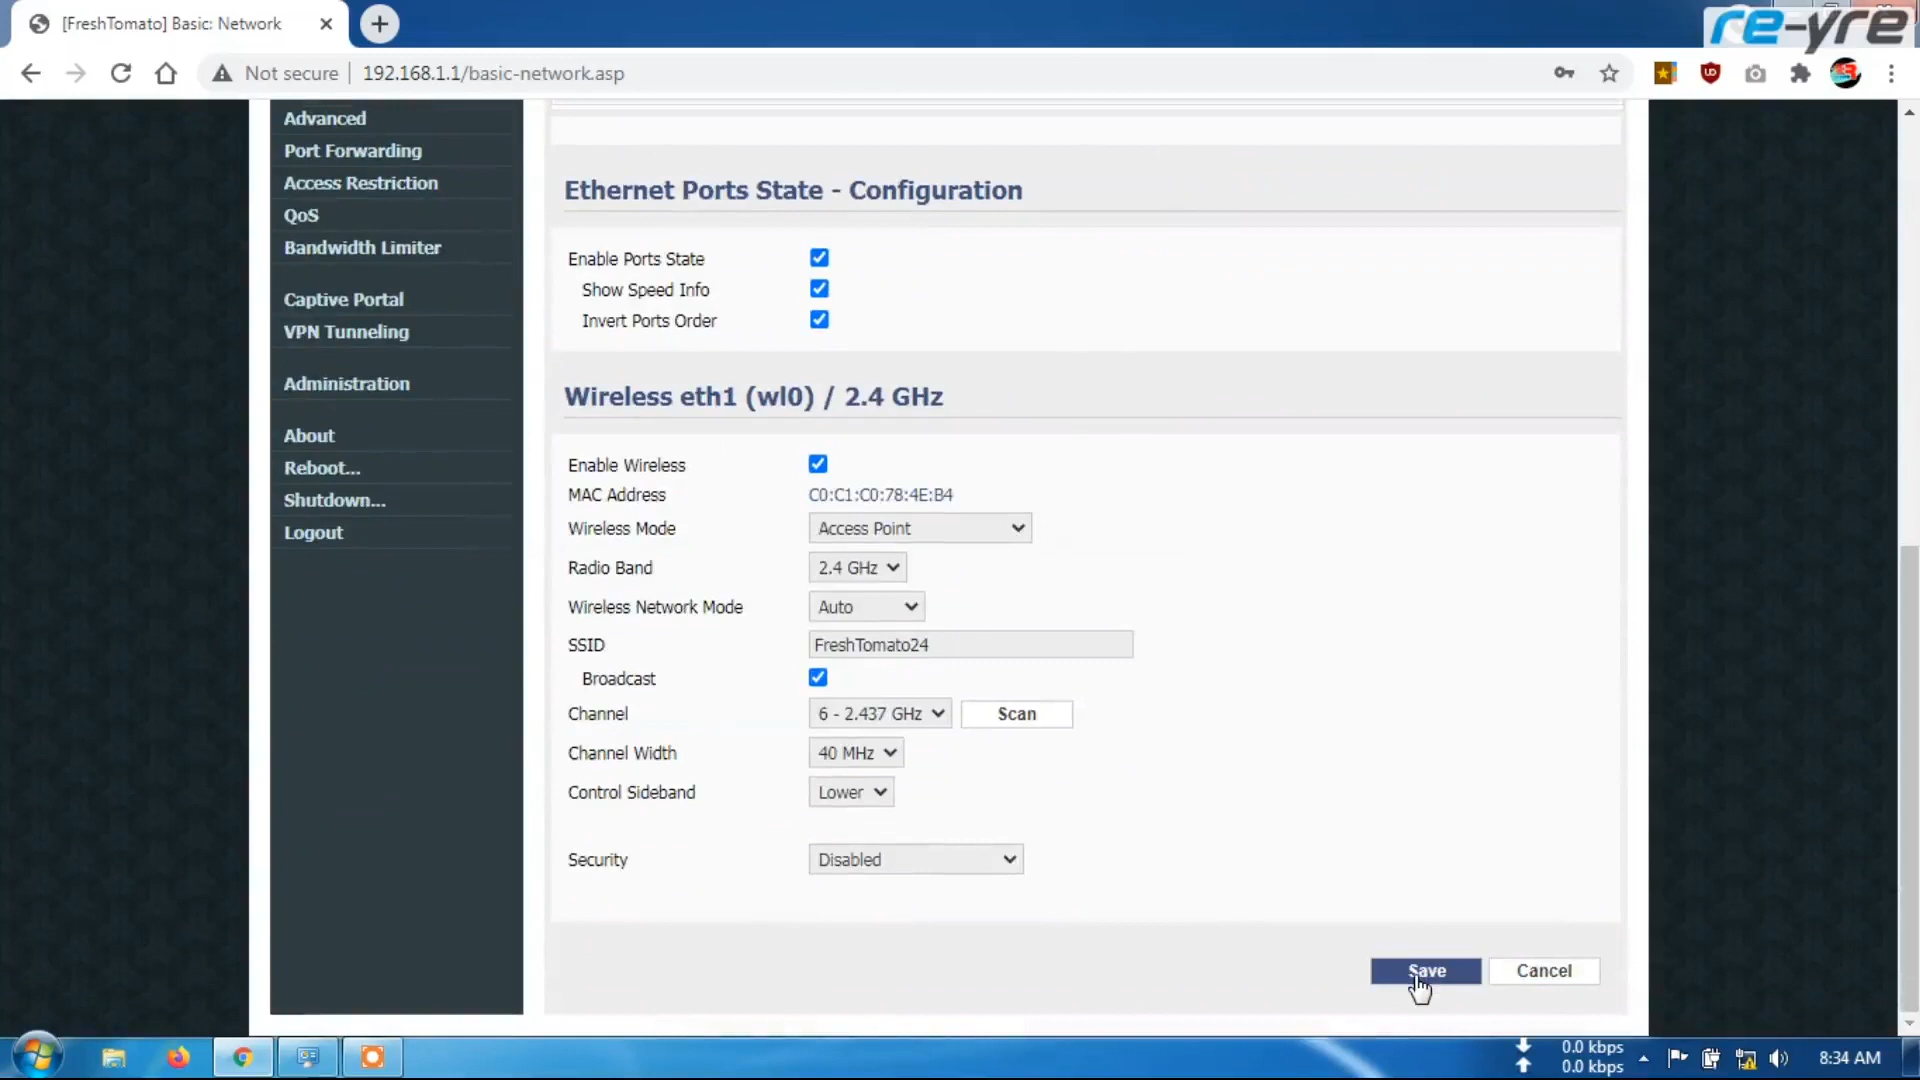 [FreshTomato] Basic: Network
re-yre
Not secure
192.168.1.1/basic-network.asp
Advanced
Port Forwarding
Access Restriction
QoS
Bandwidth Limiter
Captive Portal
VPN Tunneling
Administration
About
Reboot...
Shutdown...
Logout
Ethernet Ports State - Configuration
Enable Ports State
Show Speed Info
Invert Ports Order
Wireless eth1 (wl0) / 2.4 GHz
Enable Wireless
MAC Address C0:C1:C0:78:4E:B4
Wireless Mode Access Point
Radio Band 2.4 GHz
Wireless Network Mode Auto
SSID FreshTomato24
Broadcast
Channel 6 - 2.437 GHz Scan
Channel Width 40 MHz
Control Sideband Lower
Security Disabled
Save Cancel
0.0 kbps
0.0 kbps
8:34 AM